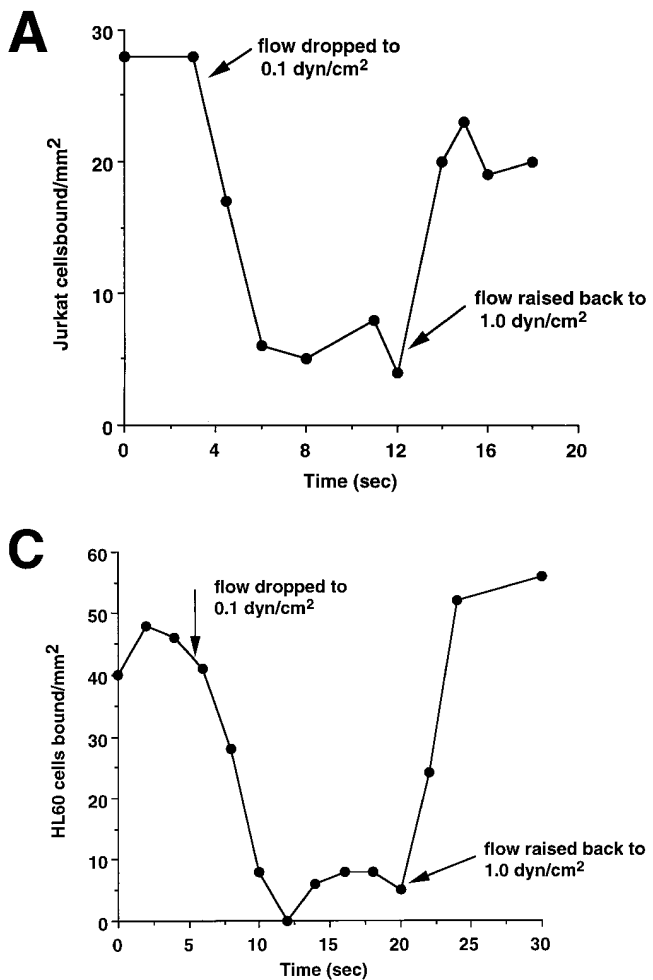 A
30
20
10
0
Jurkat cellsbound/mm²
flow dropped to
0.1 dyn/cm²
flow raised back to
1.0 dyn/cm²
0 4 8 12 16 20
Time (sec)
C
60
50
40
30
20
10
0
HL60 cells bound/mm²
flow dropped to
0.1 dyn/cm²
flow raised back to
1.0 dyn/cm²
0 5 10 15 20 25 30
Time (sec)